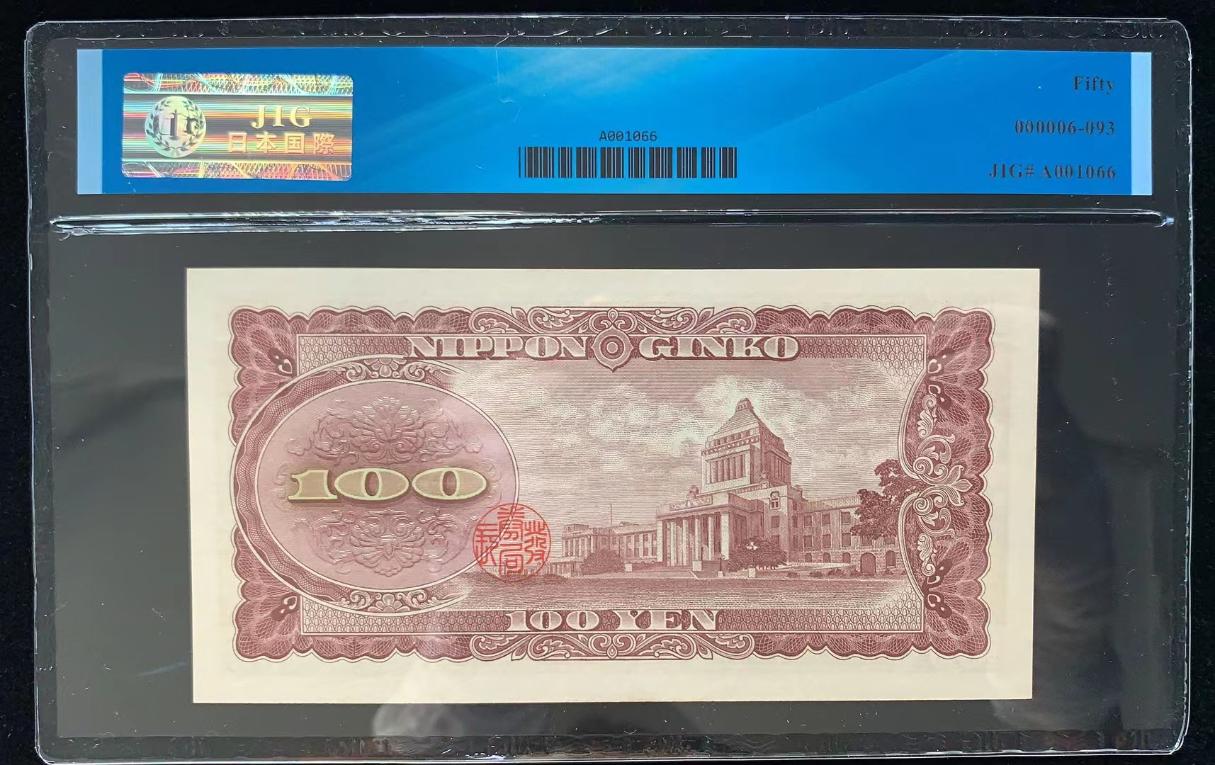 JIG
日本国際
A001066
Fifty
000006-093
JIG# A001066
NIPPON GINKO
100
100 YEN